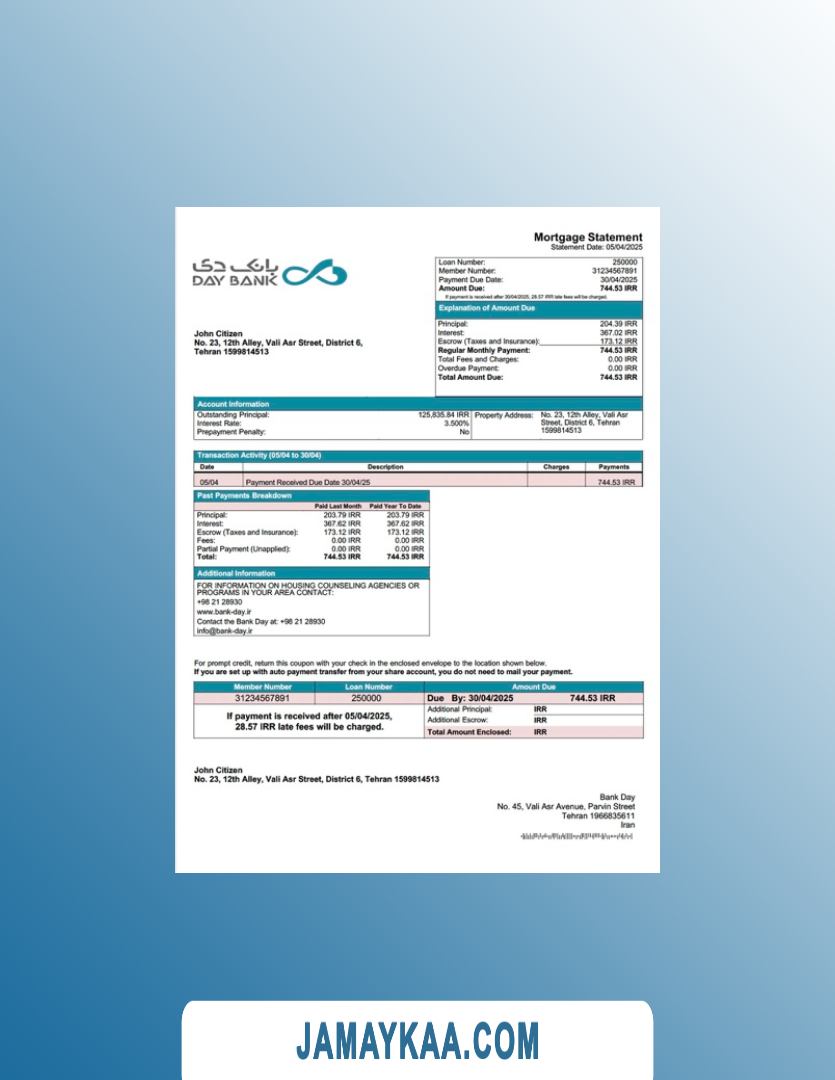 Mortgage Statement
Statement Date: 05/04/2025
بانک دی
DAY BANK
Loan Number: 250000
Member Number: 31234567891
Payment Due Date: 30/04/2025
Amount Due: 744.53 IRR
If payment is received after 30/04/2025, 28.57 IRR late fees will be charged.
Explanation of Amount Due
Principal: 204.39 IRR
Interest: 367.02 IRR
Escrow (Taxes and Insurance): 173.12 IRR
Regular Monthly Payment: 744.53 IRR
Total Fees and Charges: 0.00 IRR
Overdue Payment: 0.00 IRR
Total Amount Due: 744.53 IRR
John Citizen
No. 23, 12th Alley, Vali Asr Street, District 6,
Tehran 1599814513
Account Information
Outstanding Principal: 125,835.84 IRR
Interest Rate: 3.500%
Prepayment Penalty: No
Property Address: No. 23, 12th Alley, Vali Asr
Street, District 6, Tehran
1599814513
Transaction Activity (05/04 to 30/04)
Date Description Charges Payments
05/04 Payment Received Due Date 30/04/25 744.53 IRR
Past Payments Breakdown
Paid Last Month Paid Year To Date
Principal: 203.79 IRR 203.79 IRR
Interest: 367.62 IRR 367.62 IRR
Escrow (Taxes and Insurance): 173.12 IRR 173.12 IRR
Fees: 0.00 IRR 0.00 IRR
Partial Payment (Unapplied): 0.00 IRR 0.00 IRR
Total: 744.53 IRR 744.53 IRR
Additional Information
FOR INFORMATION ON HOUSING COUNSELING AGENCIES OR
PROGRAMS IN YOUR AREA CONTACT:
+98 21 28930
www.bank-day.ir
Contact the Bank Day at: +98 21 28930
info@bank-day.ir
For prompt credit, return this coupon with your check in the enclosed envelope to the location shown below.
If you are set up with auto payment transfer from your share account, you do not need to mail your payment.
Member Number Loan Number Amount Due
31234567891 250000 Due By: 30/04/2025 744.53 IRR
If payment is received after 05/04/2025,
28.57 IRR late fees will be charged.
Additional Principal: IRR
Additional Escrow: IRR
Total Amount Enclosed: IRR
John Citizen
No. 23, 12th Alley, Vali Asr Street, District 6, Tehran 1599814513
Bank Day
No. 45, Vali Asr Avenue, Parvin Street
Tehran 1966835611
Iran
JAMAYKAA.COM